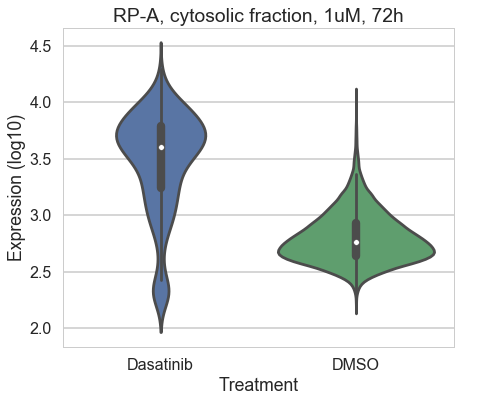 RP-A, cytosolic fraction, 1uM, 72h
4.5
4.0
3.5
3.0
2.5
2.0
Expression (log10)
Dasatinib DMSO
Treatment